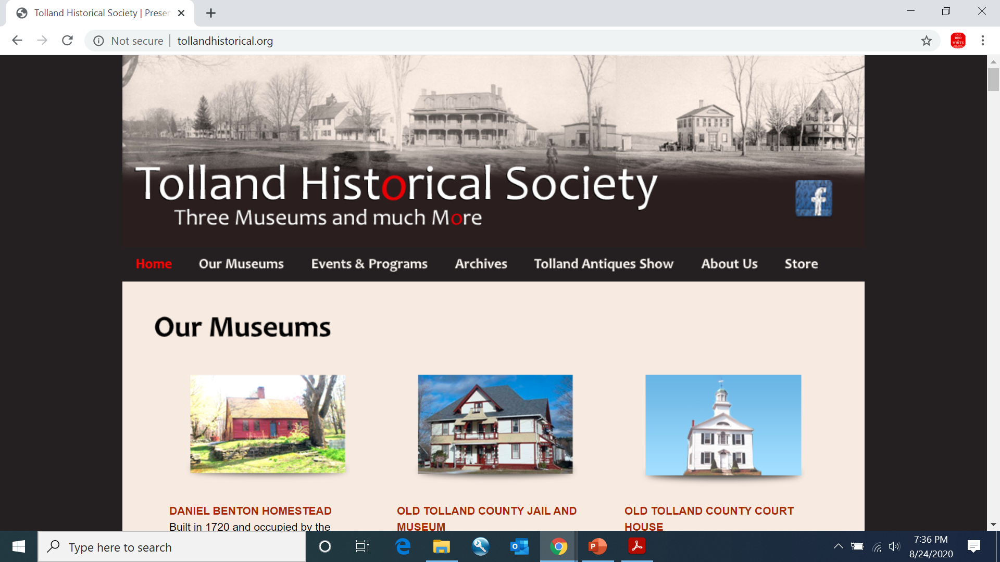 Tolland Historical Society | Preser
Not secure
tollandhistorical.org
RED
WHITE
Tolland Historical Society
Three Museums and much More
Home
Our Museums
Events & Programs
Archives
Tolland Antiques Show
About Us
Store
Our Museums
DANIEL BENTON HOMESTEAD
Built in 1720 and occupied by the
OLD TOLLAND COUNTY JAIL AND
MUSEUM
OLD TOLLAND COUNTY COURT
HOUSE
Type here to search
7:36 PM
8/24/2020